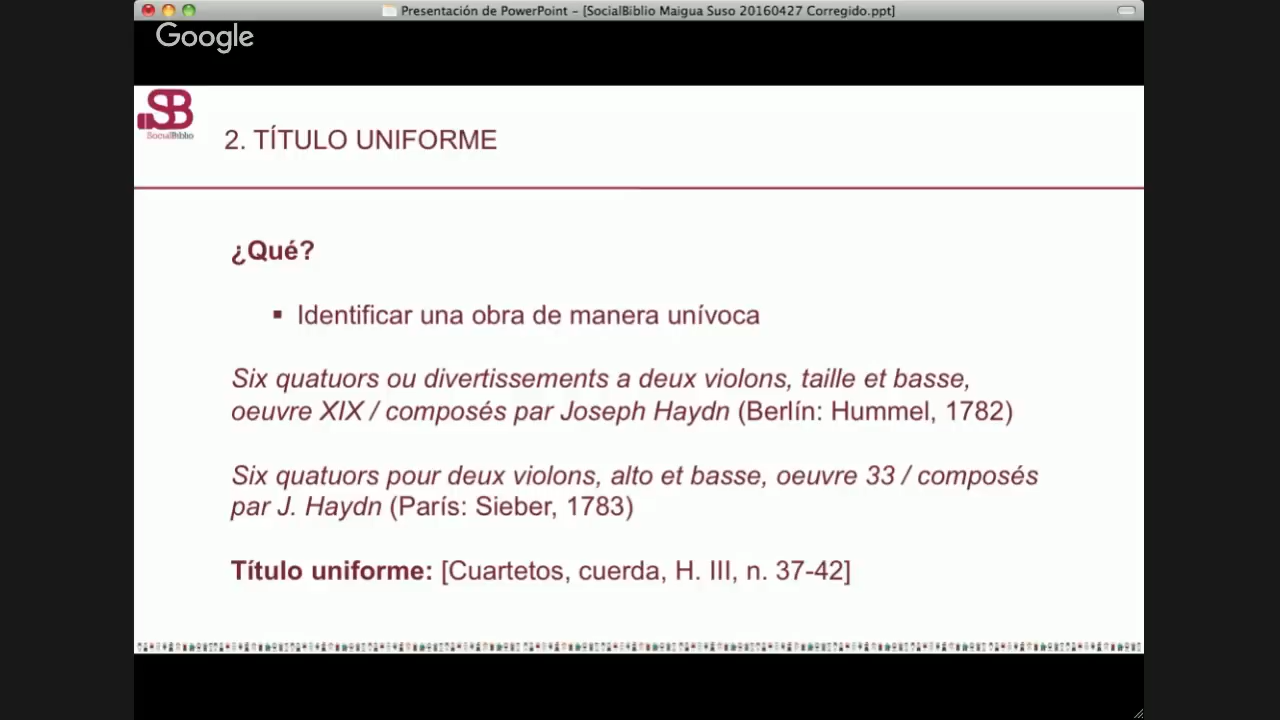 Presentación de PowerPoint - [SocialBiblio Maigua Suso 20160427 Corregido.ppt]
Google
SB
SocialBiblio
2. TÍTULO UNIFORME
¿Qué?
▪ Identificar una obra de manera unívoca
Six quatuors ou divertissements a deux violons, taille et basse,
oeuvre XIX / composés par Joseph Haydn (Berlín: Hummel, 1782)
Six quatuors pour deux violons, alto et basse, oeuvre 33 / composés
par J. Haydn (París: Sieber, 1783)
Título uniforme: [Cuartetos, cuerda, H. III, n. 37-42]